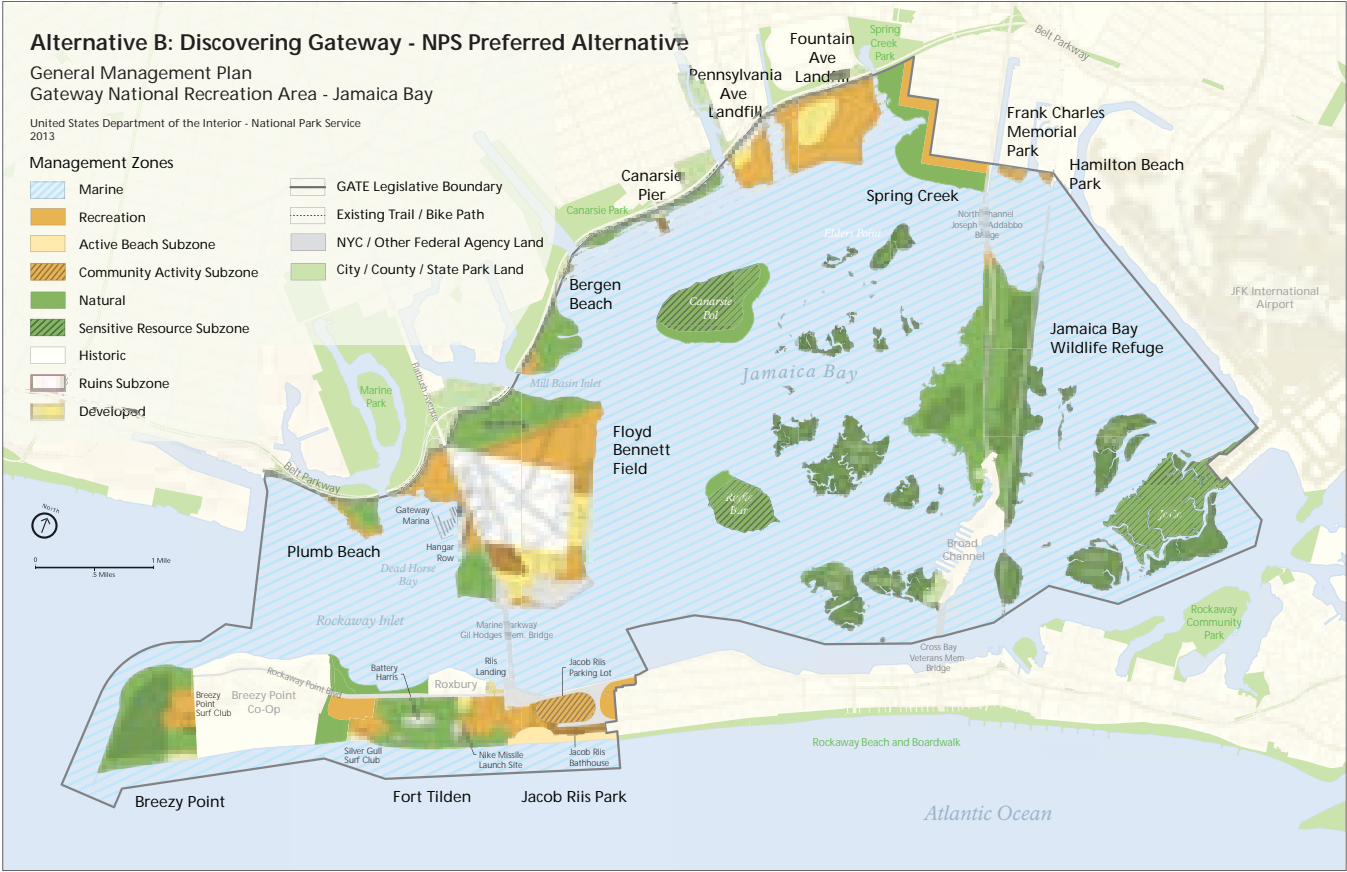 Alternative B: Discovering Gateway - NPS Preferred Alternative
General Management Plan
Gateway National Recreation Area - Jamaica Bay
United States Department of the Interior - National Park Service
2013
Management Zones
Marine
Recreation
Active Beach Subzone
Community Activity Subzone
Natural
Sensitive Resource Subzone
Historic
Ruins Subzone
Developed
GATE Legislative Boundary
Existing Trail / Bike Path
NYC / Other Federal Agency Land
City / County / State Park Land
Fountain
Ave
Landfill
Pennsylvania
Ave
Landfill
Spring
Creek
Park
Belt Parkway
Frank Charles
Memorial
Park
Hamilton Beach
Park
Canarsie
Pier
Canarsie Park
Spring Creek
North Channel
Joseph P Addabbo
Bridge
Elders Point
Bergen
Beach
Canarsie
Pol
JFK International
Airport
Jamaica Bay
Wildlife Refuge
Jamaica Bay
Mill Basin Inlet
Flatbush Avenue
Marine
Park
Floyd
Bennett
Field
Belt Parkway
Gateway
Marina
Ruffle
Bar
JoCo
North
0
1 Mile
.5 Miles
Plumb Beach
Hangar
Row
Dead Horse
Bay
Broad
Channel
Rockaway Inlet
Marine Parkway
Gil Hodges Mem. Bridge
Rockaway
Community
Park
Cross Bay
Veterans Mem
Bridge
Battery
Harris
Riis
Landing
Jacob Riis
Parking Lot
Rockaway Point Blvd
Roxbury
Breezy
Point
Surf Club
Breezy Point
Co-Op
Silver Gull
Surf Club
Nike Missile
Launch Site
Jacob Riis
Bathhouse
Rockaway Beach and Boardwalk
Breezy Point
Fort Tilden
Jacob Riis Park
Atlantic Ocean